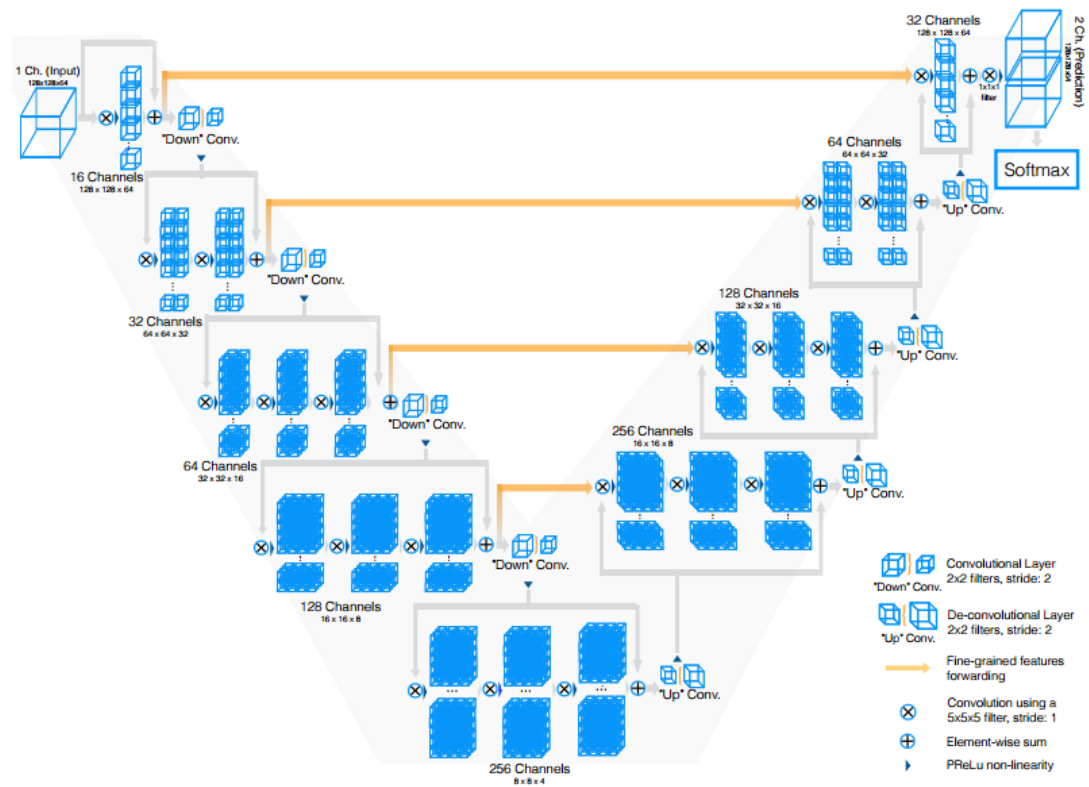 1 Ch. (Input)
128x128x64
16 Channels
128 x 128 x 64
"Down" Conv.
32 Channels
64 x 64 x 32
"Down" Conv.
64 Channels
32 x 32 x 16
"Down" Conv.
128 Channels
16 x 16 x 8
"Down" Conv.
256 Channels
8 x 8 x 4
"Up" Conv.
256 Channels
16 x 16 x 8
"Up" Conv.
128 Channels
32 x 32 x 16
"Up" Conv.
64 Channels
64 x 64 x 32
"Up" Conv.
32 Channels
128 x 128 x 64
1x1x1
filter
2 Ch. (Prediction)
128x128x64
Softmax
"Down" Conv.
Convolutional Layer
2x2 filters, stride: 2
"Up" Conv.
De-convolutional Layer
2x2 filters, stride: 2
Fine-grained features
forwarding
Convolution using a
5x5x5 filter, stride: 1
Element-wise sum
PReLu non-linearity